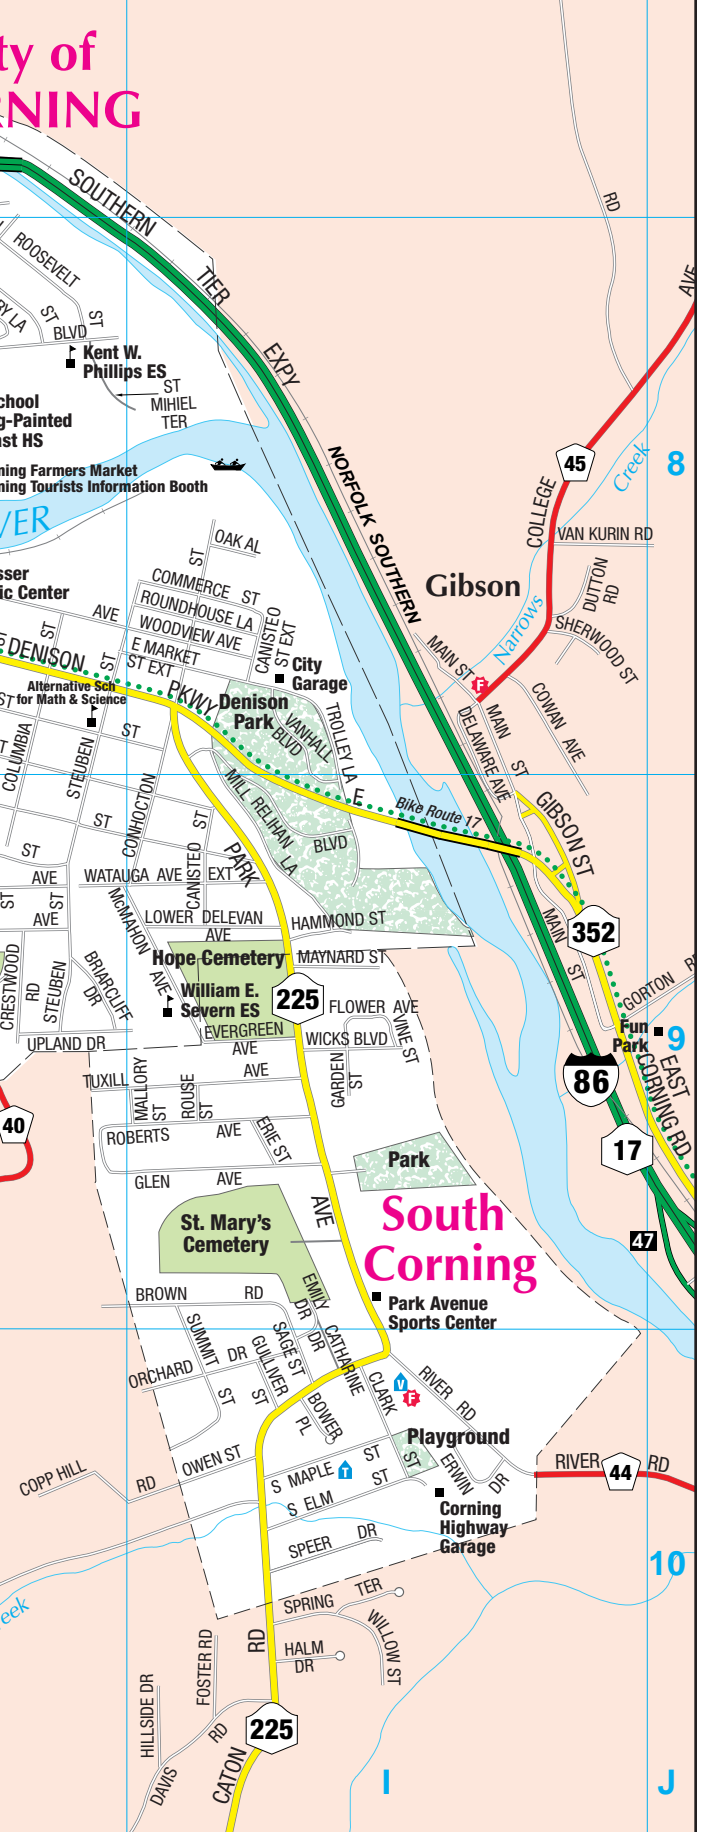 ty of
RNING
SOUTHERN
TIER
EXPY
RD
AVE
ROOSEVELT
ST
RY LA
ST
BLVD
Kent W.
Phillips ES
ST
MIHIEL
TER
chool
g-Painted
ast HS
ning Farmers Market
ning Tourists Information Booth
VER
NORFOLK SOUTHERN
45
Creek
8
COLLEGE
VAN KURIN RD
DUTTON
RD
SHERWOOD ST
Gibson
Narrows
MAIN ST
F
COWAN AVE
MAIN
ST
DELAWARE AVE
OAK AL
ST
sser
ic Center
COMMERCE ST
ROUNDHOUSE LA
WOODVIEW AVE
E MARKET
ST EXT
CANISTEO
ST EXT
AVE
ST
DENISON
ST
PKWY
City
Garage
Alternative Sch
for Math & Science
ST
Denison
Park
VANHALL
BLVD
TROLLEY LA
E
COLUMBIA
STEUBEN
ST
CONHOCTON
MILL RELIHAN LA
Bike Route 17
GIBSON ST
ST
ST
CANISTEO
PARK
BLVD
ST
AVE
WATAUGA AVE EXT
McMAHON
AVE
LOWER DELEVAN
AVE
HAMMOND ST
352
MAIN
ST
ST
ST
AVE
Hope Cemetery
MAYNARD ST
CRESTWOOD
RD
STEUBEN
BRIARCLIFF
DR
William E.
Severn ES
225
FLOWER AVE
VINE ST
GORTON R
Fun
Park
9
EAST
CORNING RD
EVERGREEN
AVE
WICKS BLVD
UPLAND DR
GARDEN
ST
86
TUXILL
AVE
MALLORY
ST
ROUSE
ST
40
ROBERTS
AVE
ERIE ST
17
GLEN
AVE
Park
AVE
St. Mary's
Cemetery
South
Corning
47
EMILY
DR
BROWN
RD
Park Avenue
Sports Center
SUMMIT
ST
DR
SAGE ST
GULLIVER
ST
DR
CATHARINE
ORCHARD
CLARK
ST
V
F
RIVER RD
BOWER
PL
Playground
OWEN ST
ERWIN
DR
RIVER
44
RD
COPP HILL
RD
S MAPLE
ST
T
S ELM
ST
Corning
Highway
Garage
SPEER
DR
10
eek
SPRING
TER
WILLOW ST
HALM
DR
RD
FOSTER RD
HILLSIDE DR
RD
DAVIS
225
CATON
I
J